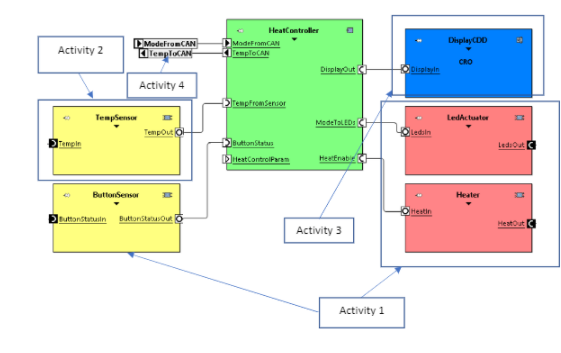 HeatController
DisplayCDD
CRO
Activity 2
ModeFromCAN
TempToCAN
ModeFromCAN
TempToCAN
DisplayOut
DisplayIn
Activity 4
TempSensor
TempOut
TempIn
TempFromSensor
ModeToLEDs
LedActuator
LedsIn
LedsOut
ButtonStatus
HeatControlParam
HeatEnable
ButtonSensor
ButtonStatusIn
ButtonStatusOut
Heater
HeatIn
HeatOut
Activity 3
Activity 1